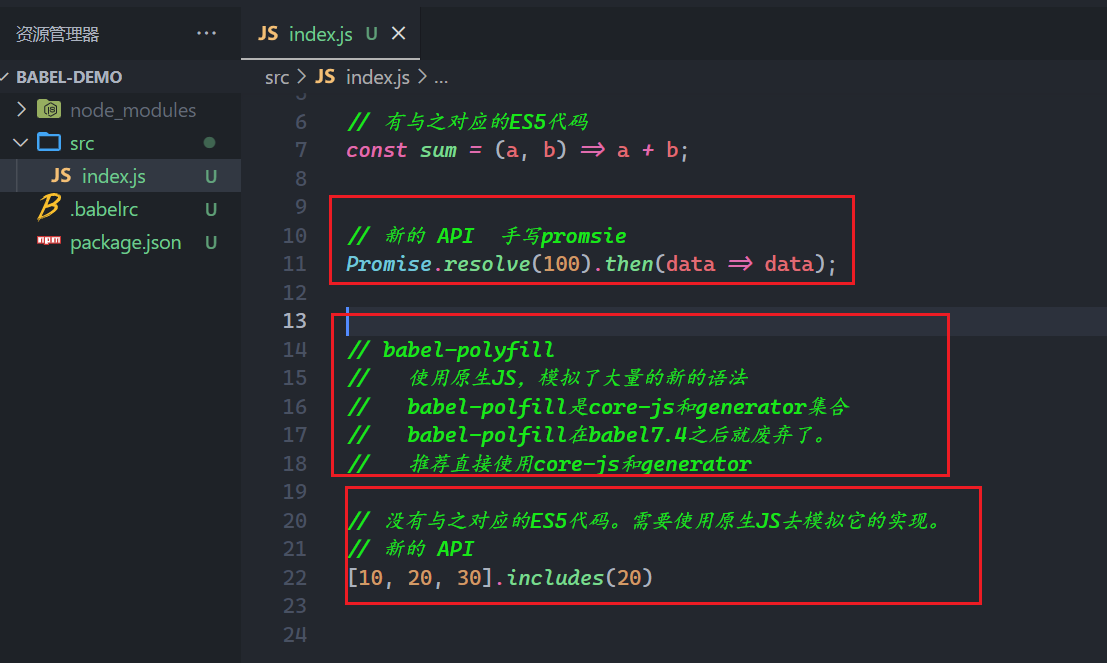 资源管理器 ···
BABEL-DEMO
node_modules
src
JS index.js U
.babelrc U
npm package.json U
JS index.js U
src > JS index.js > ...
6 // 有与之对应的ES5代码
7 const sum = (a, b) => a + b;
8
9
10 // 新的 API 手写promsie
11 Promise.resolve(100).then(data => data);
12
13
14 // babel-polyfill
15 // 使用原生JS，模拟了大量的新的语法
16 // babel-polfill是core-js和generator集合
17 // babel-polfill在babel7.4之后就废弃了。
18 // 推荐直接使用core-js和generator
19
20 // 没有与之对应的ES5代码。需要使用原生JS去模拟它的实现。
21 // 新的 API
22 [10, 20, 30].includes(20)
23
24